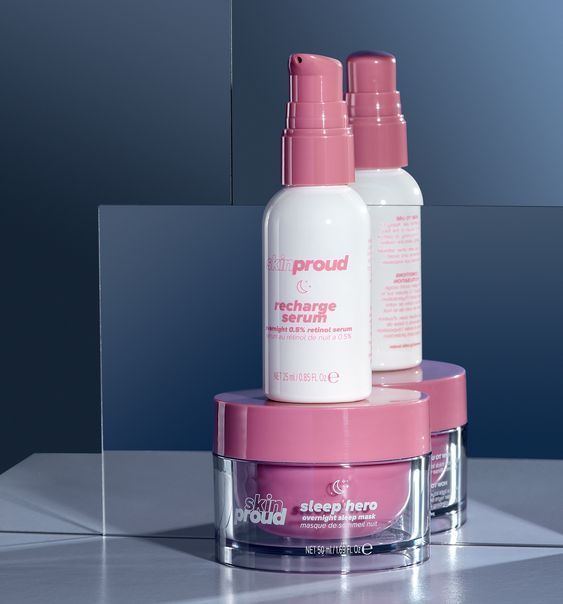 skinproud
recharge
serum
overnight 0.5% retinol serum
sérum au rétinol de nuit à 0.5%
NET 25 ml / 0.85 FL Oz ℮
skin
proud
sleep hero
overnight sleep mask
masque de sommeil nuit
NET 50 ml / 1.69 FL Oz ℮